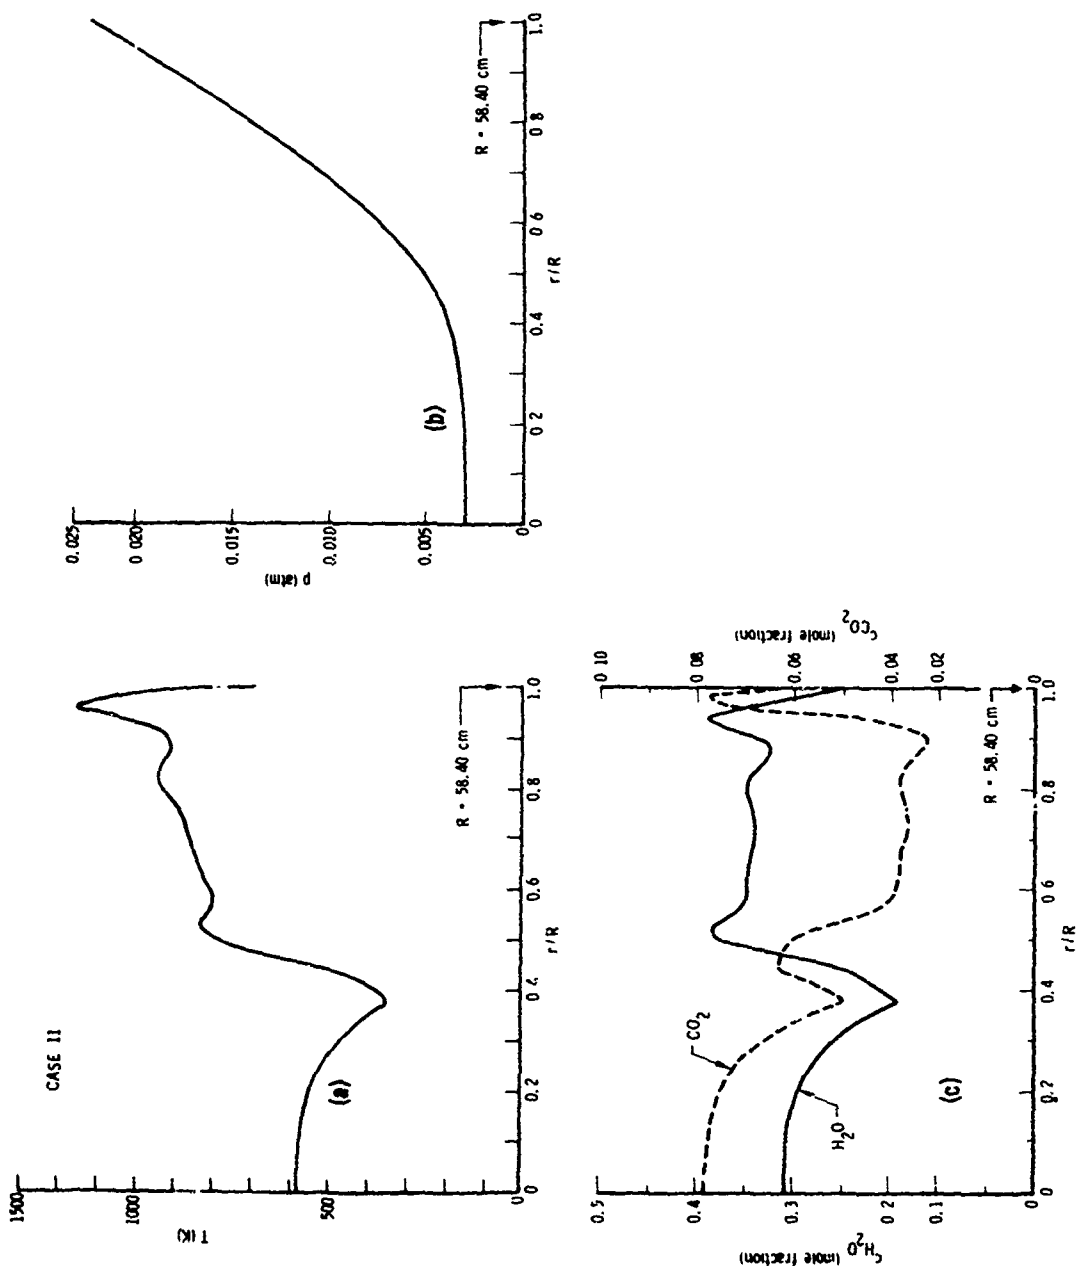 CASE II
1500
1000
500
0
T (K)
(a)
R = 58.40 cm
0 0.2 0.4 0.6 0.8 1.0
r/R
0.025
0 020
0.015
0.010
0.005
0
p (atm)
(b)
R = 58.40 cm
0 0 2 0.4 0 6 0.8 1.0
r/R
0.5
0.4
0.3
0 2
0.1
0
cH2O (mole fraction)
CO2
H2O
(c)
0 10
0 08
0.06
0.04
0 02
0
cCO2 (mole fraction)
R = 58.40 cm
0 0.2 0.4 0.6 0.8 1.0
r/R